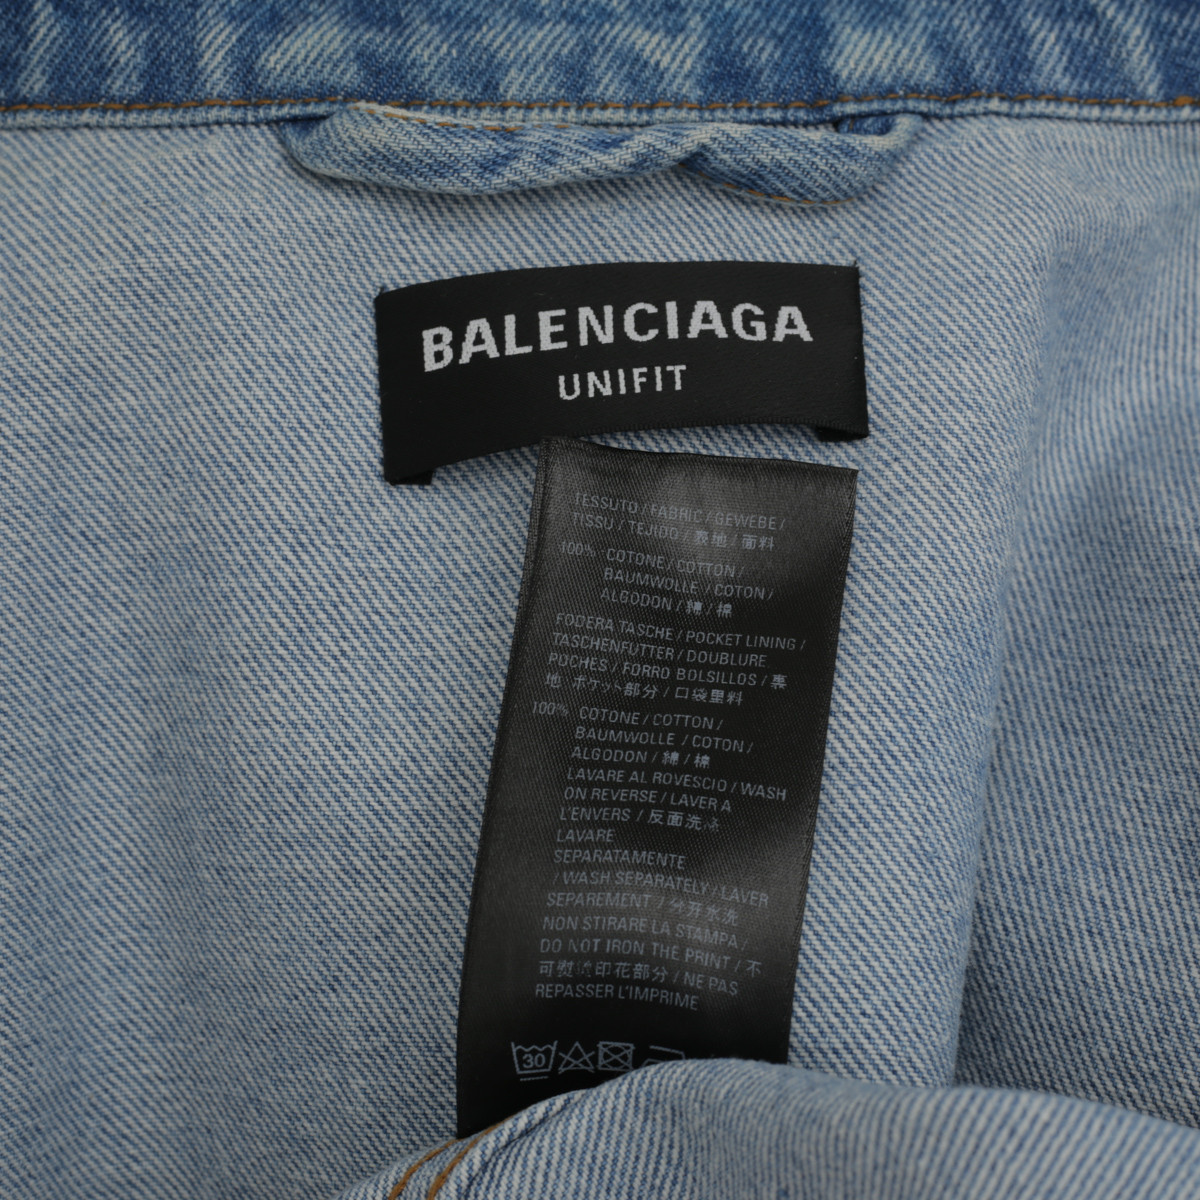 BALENCIAGA
UNIFIT
TESSUTO / FABRIC / GEWEBE /
TISSU / TEJIDO / 表地 / 面料
100% COTONE / COTTON /
BAUMWOLLE / COTON /
ALGODON / 綿 / 棉
FODERA TASCHE / POCKET LINING /
TASCHENFUTTER / DOUBLURE
POCHES / FORRO BOLSILLOS / 裏
地・ポケット部分 / 口袋里料
100% COTONE / COTTON /
BAUMWOLLE / COTON /
ALGODON / 綿 / 棉
LAVARE AL ROVESCIO / WASH
ON REVERSE / LAVER A
L'ENVERS / 反面洗涤
LAVARE
SEPARATAMENTE
/ WASH SEPARATELY / LAVER
SEPAREMENT / 分开水洗
NON STIRARE LA STAMPA /
DO NOT IRON THE PRINT / 不
可熨烫印花部分 / NE PAS
REPASSER L'IMPRIME
30